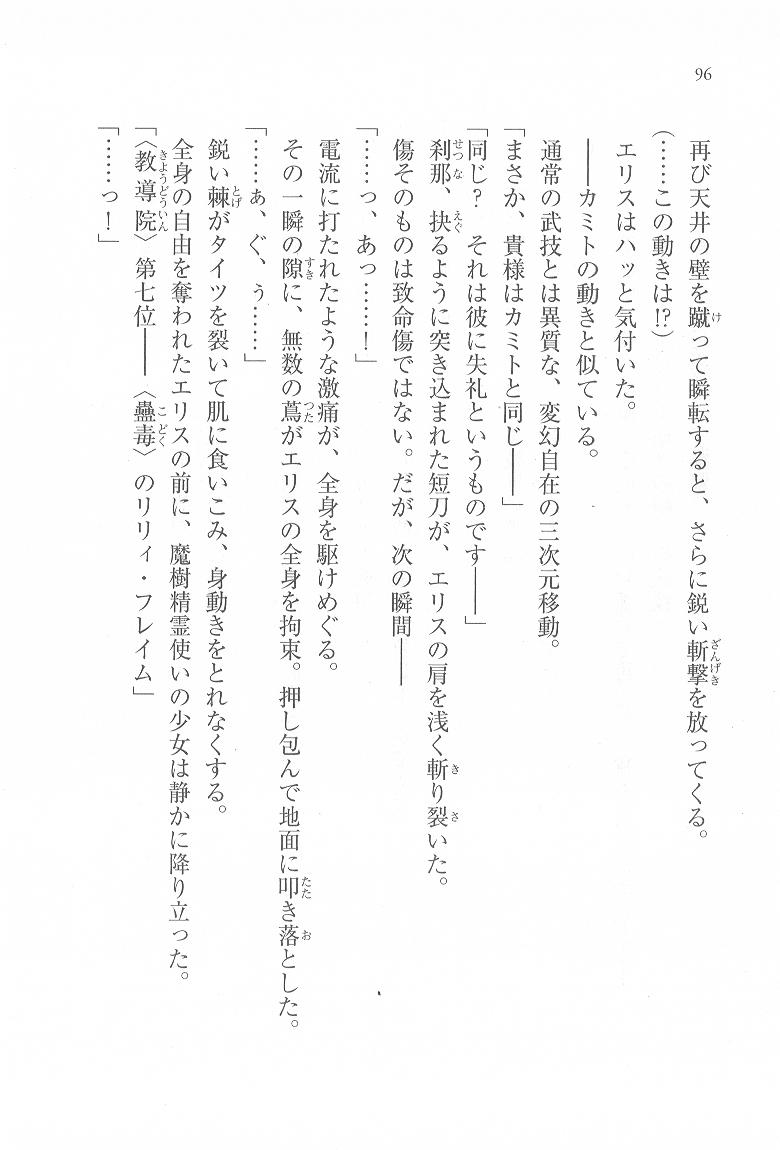 96
再び天井の壁を蹴って瞬転すると、さらに鋭い斬撃を放ってくる。
(……この動きは!?)
エリスはハッと気付いた。
――カミトの動きと似ている。
通常の武技とは異質な、変幻自在の三次元移動。
「まさか、貴様はカミトと同じ――」
「同じ?　それは彼に失礼というものです――」
刹那、抉るように突き込まれた短刀が、エリスの肩を浅く斬り裂いた。
傷そのものは致命傷ではない。だが、次の瞬間――
「……っ、あっ……!」
電流に打たれたような激痛が、全身を駆けめぐる。
その一瞬の隙に、無数の蔦がエリスの全身を拘束。押し包んで地面に叩き落とした。
「……ぁ、ぐ、ぅ……」
鋭い棘がタイツを裂いて肌に食いこみ、身動きをとれなくする。
全身の自由を奪われたエリスの前に、魔樹精霊使いの少女は静かに降り立った。
「〈教導院〉第七位――〈蠱毒〉のリリィ・フレイム」
「……っ!」